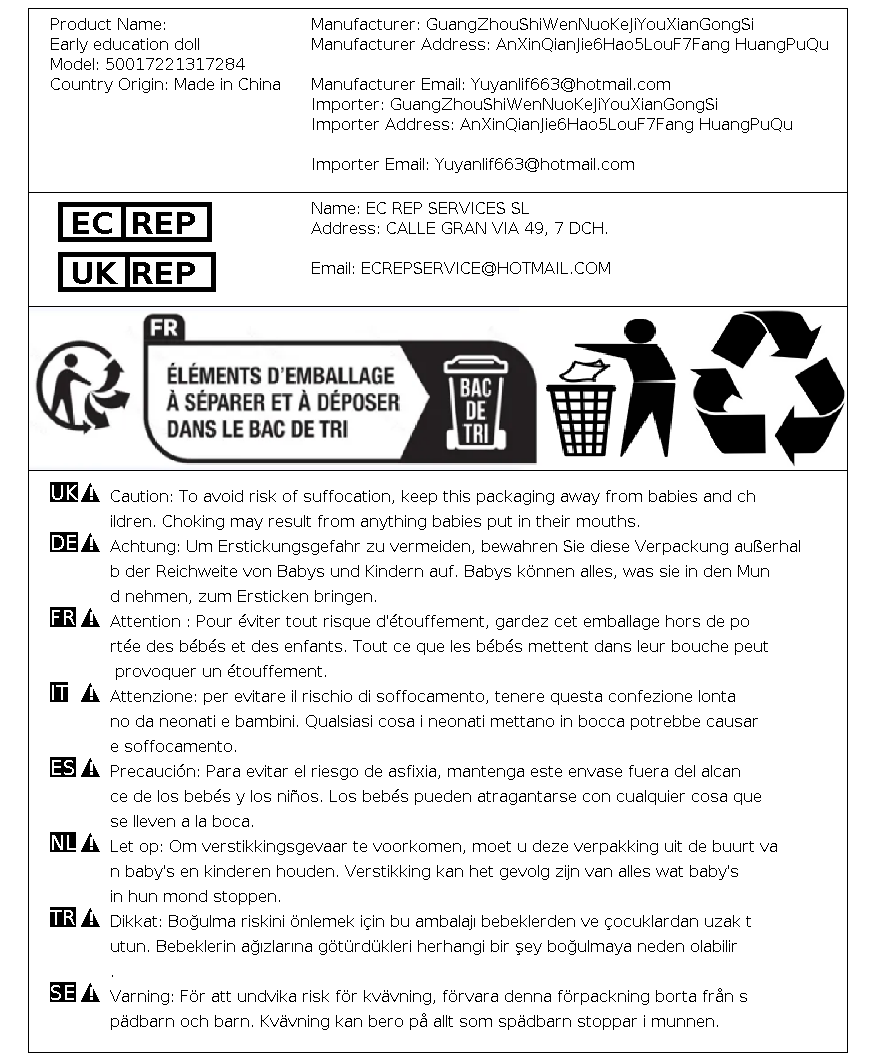 Product Name:
Early education doll
Model: 50017221317284
Country Origin: Made in China
Manufacturer: GuangZhouShiWenNuoKeJiYouXianGongSi
Manufacturer Address: AnXinQianJie6Hao5LouF7Fang HuangPuQu
Manufacturer Email: Yuyanlif663@hotmail.com
Importer: GuangZhouShiWenNuoKeJiYouXianGongSi
Importer Address: AnXinQianJie6Hao5LouF7Fang HuangPuQu
Importer Email: Yuyanlif663@hotmail.com
EC REP
UK REP
Name: EC REP SERVICES SL
Address: CALLE GRAN VIA 49, 7 DCH.
Email: ECREPSERVICE@HOTMAIL.COM
FR
ÉLÉMENTS D'EMBALLAGE
À SÉPARER ET À DÉPOSER
DANS LE BAC DE TRI
BAC
DE
TRI
UK Caution: To avoid risk of suffocation, keep this packaging away from babies and ch
ildren. Choking may result from anything babies put in their mouths.
DE Achtung: Um Erstickungsgefahr zu vermeiden, bewahren Sie diese Verpackung außerhal
b der Reichweite von Babys und Kindern auf. Babys können alles, was sie in den Mun
d nehmen, zum Ersticken bringen.
FR Attention : Pour éviter tout risque d'étouffement, gardez cet emballage hors de po
rtée des bébés et des enfants. Tout ce que les bébés mettent dans leur bouche peut
provoquer un étouffement.
IT Attenzione: per evitare il rischio di soffocamento, tenere questa confezione lonta
no da neonati e bambini. Qualsiasi cosa i neonati mettano in bocca potrebbe causar
e soffocamento.
ES Precaución: Para evitar el riesgo de asfixia, mantenga este envase fuera del alcan
ce de los bebés y los niños. Los bebés pueden atragantarse con cualquier cosa que
se lleven a la boca.
NL Let op: Om verstikkingsgevaar te voorkomen, moet u deze verpakking uit de buurt va
n baby's en kinderen houden. Verstikking kan het gevolg zijn van alles wat baby's
in hun mond stoppen.
TR Dikkat: Boğulma riskini önlemek için bu ambalajı bebeklerden ve çocuklardan uzak t
utun. Bebeklerin ağızlarına götürdükleri herhangi bir şey boğulmaya neden olabilir
.
SE Varning: För att undvika risk för kvävning, förvara denna förpackning borta från s
pädbarn och barn. Kvävning kan bero på allt som spädbarn stoppar i munnen.